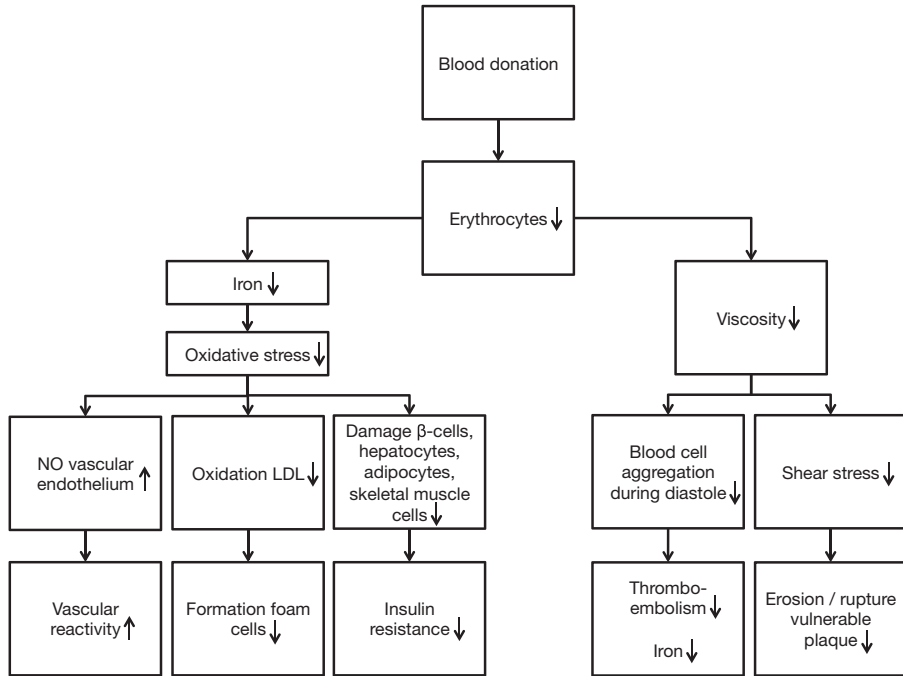 Blood donation
Erythrocytes ↓
Iron ↓
Viscosity ↓
Oxidative stress ↓
NO vascular
endothelium ↑
Oxidation LDL ↓
Damage β-cells,
hepatocytes,
adipocytes,
skeletal muscle
cells ↓
Blood cell
aggregation
during diastole ↓
Shear stress ↓
Vascular
reactivity ↑
Formation foam
cells ↓
Insulin
resistance ↓
Thrombo-
embolism ↓
Iron ↓
Erosion / rupture
vulnerable
plaque ↓